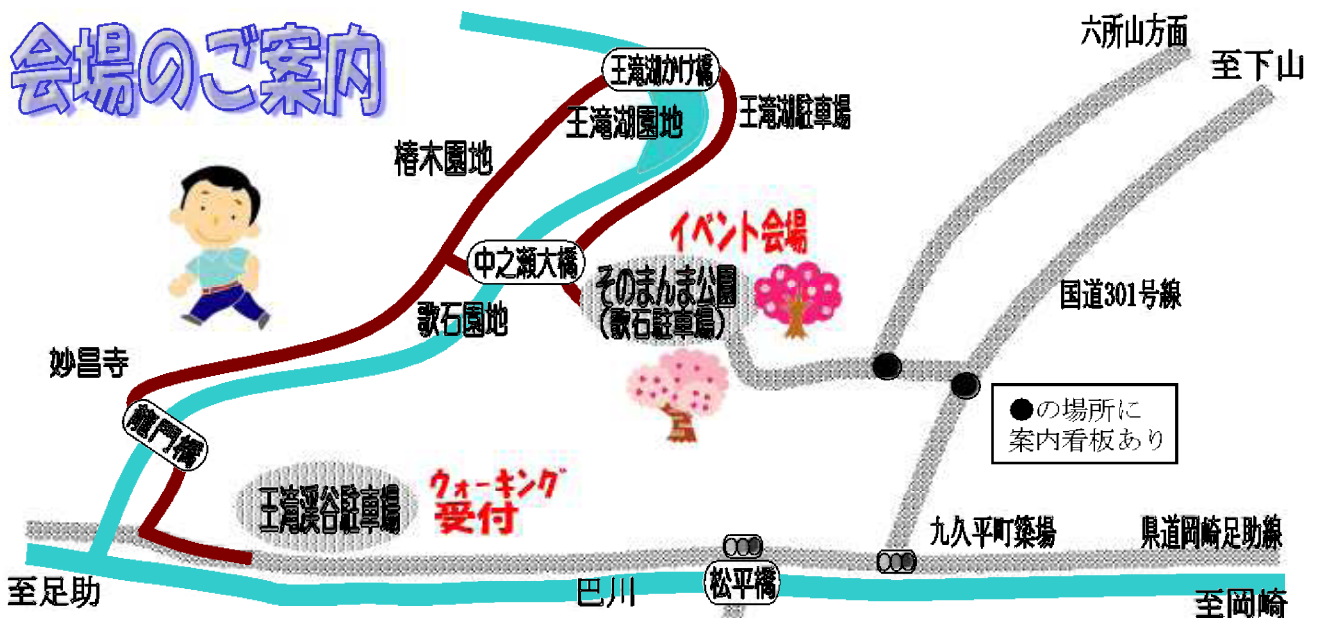 会場のご案内
六所山方面
至下山
王滝湖かけ橋
王滝湖園地
王滝湖駐車場
椿木園地
イベント会場
中之瀬大橋
そのまんま公園
(歌石駐車場)
国道301号線
歌石園地
妙昌寺
●の場所に
案内看板あり
龍門橋
王滝渓谷駐車場
ウォーキング
受付
九久平町簗場
県道岡崎足助線
至足助
巴川
松平橋
至岡崎